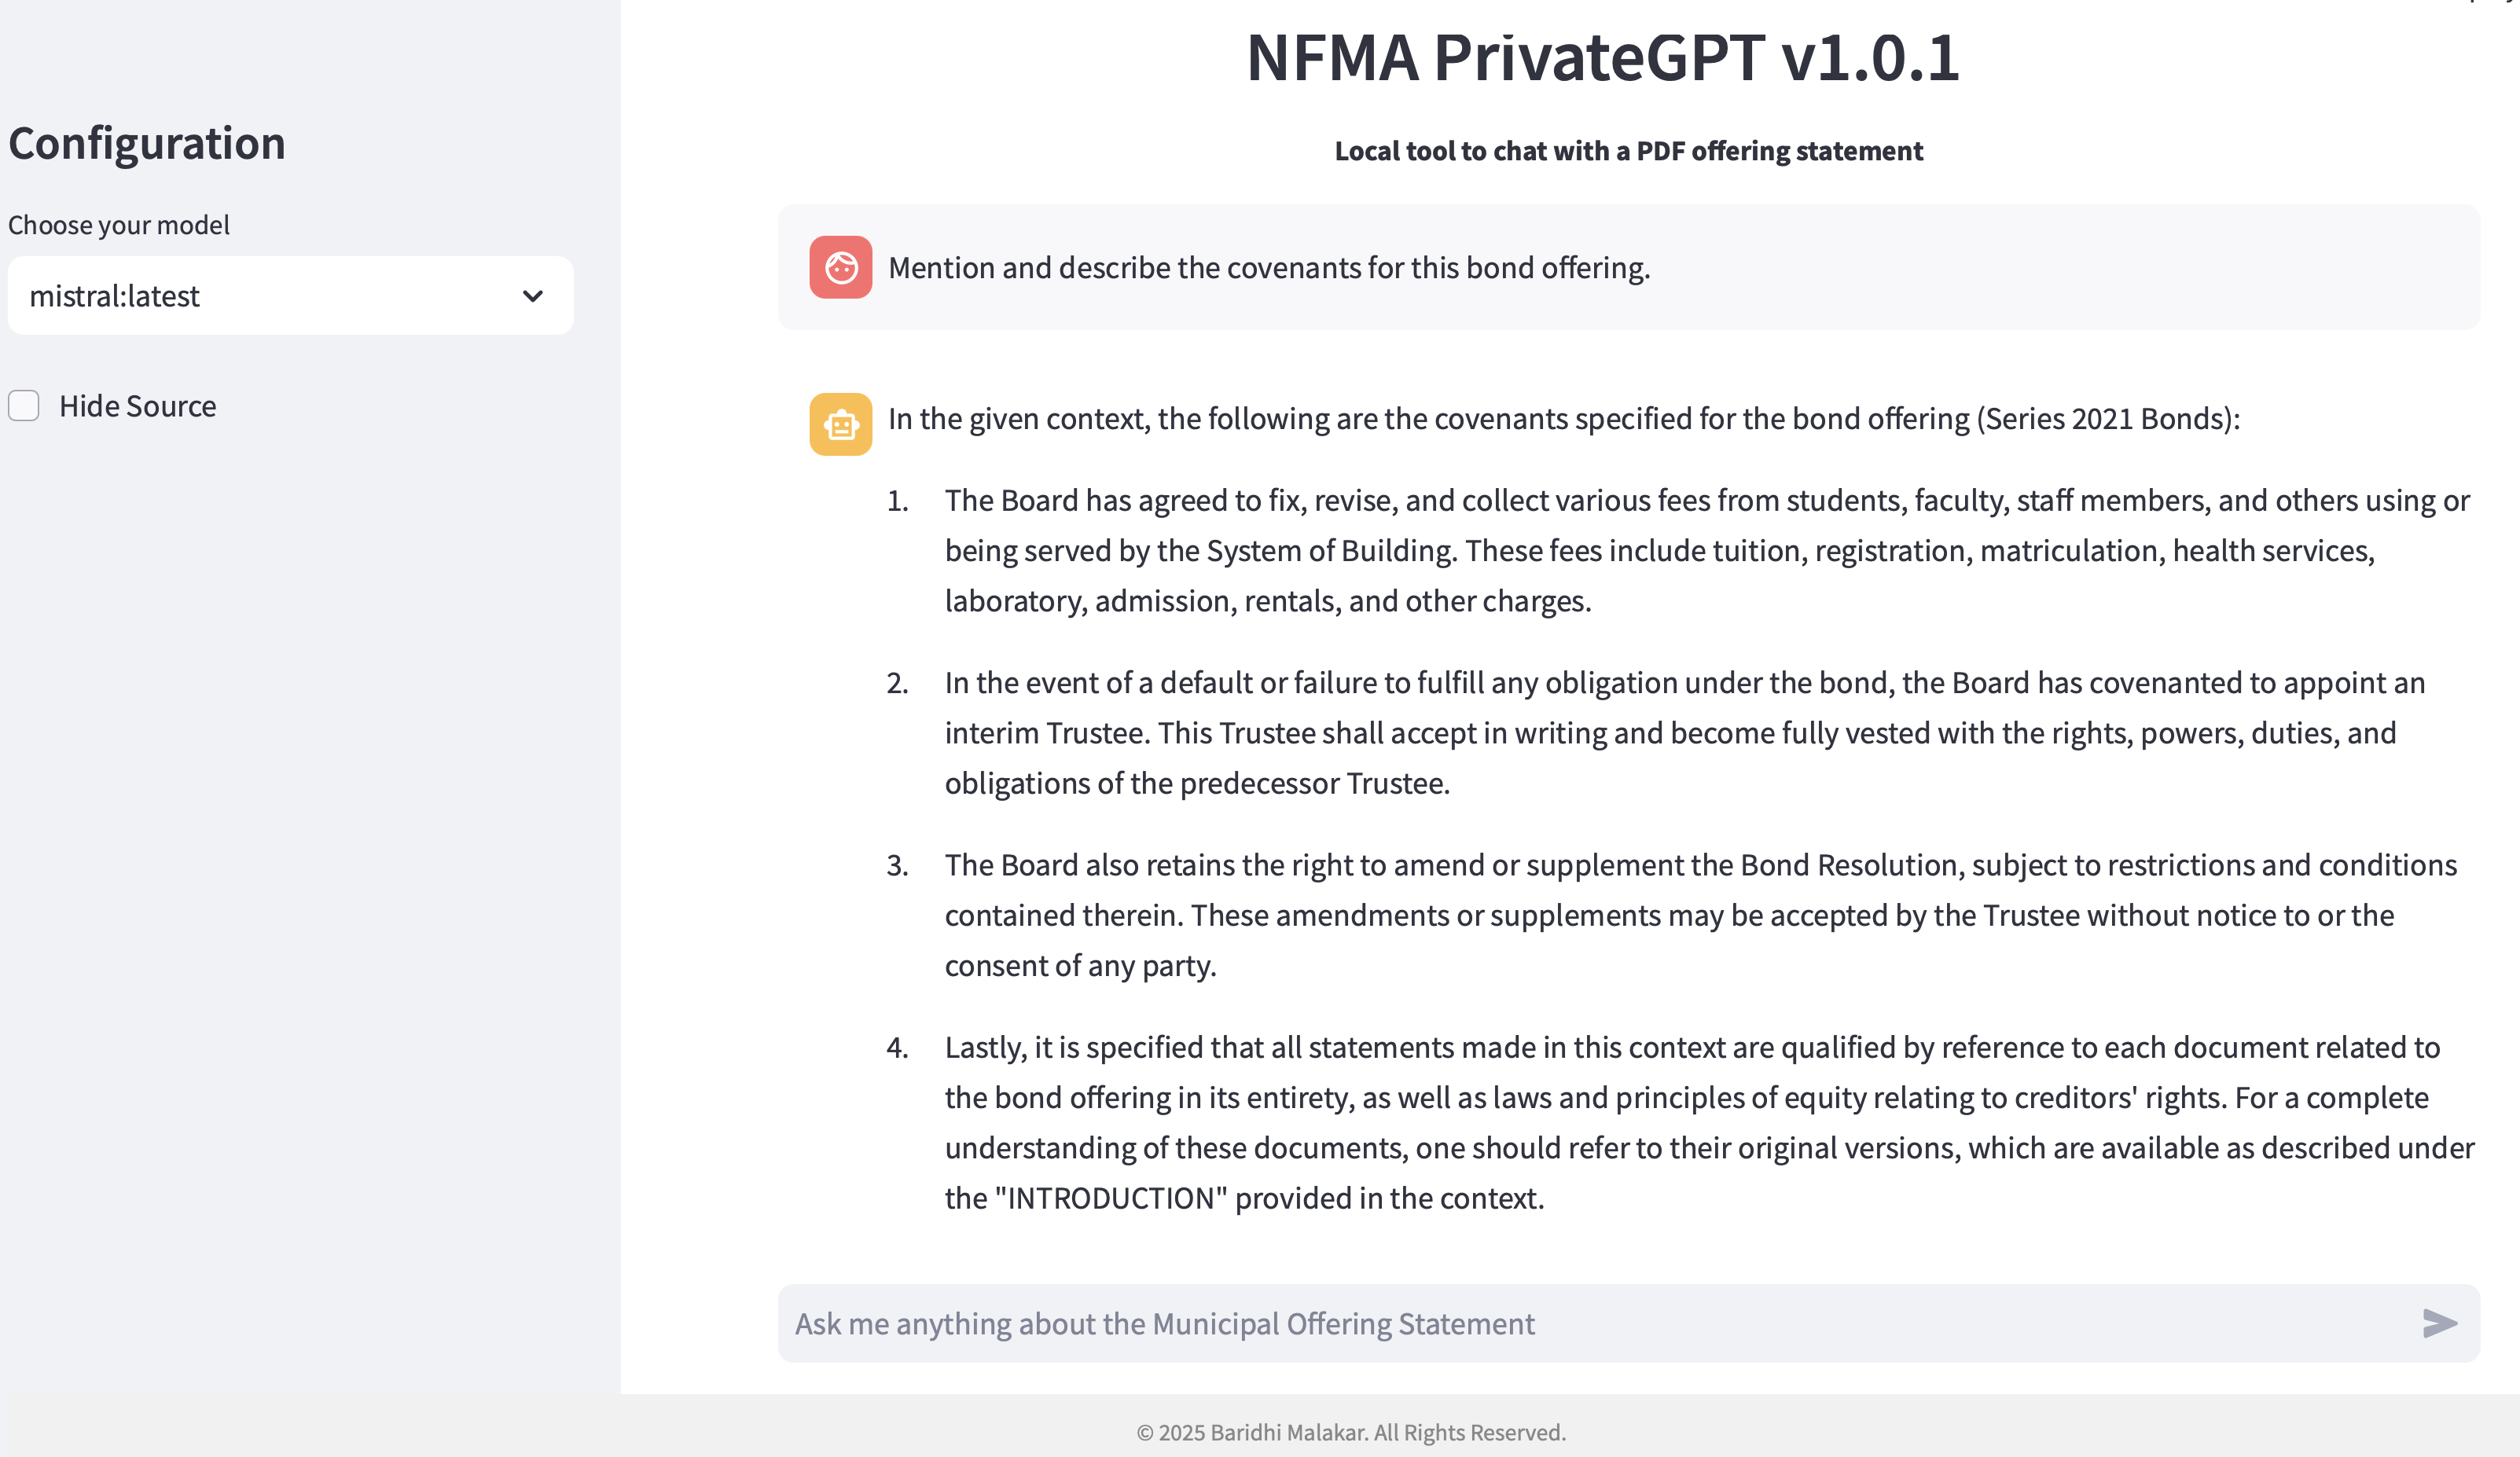 NFMA PrivateGPT v1.0.1
Configuration
Local tool to chat with a PDF offering statement
Choose your model
mistral:latest
Hide Source
Mention and describe the covenants for this bond offering.
In the given context, the following are the covenants specified for the bond offering (Series 2021 Bonds):
1. The Board has agreed to fix, revise, and collect various fees from students, faculty, staff members, and others using or
being served by the System of Building. These fees include tuition, registration, matriculation, health services,
laboratory, admission, rentals, and other charges.
2. In the event of a default or failure to fulfill any obligation under the bond, the Board has covenanted to appoint an
interim Trustee. This Trustee shall accept in writing and become fully vested with the rights, powers, duties, and
obligations of the predecessor Trustee.
3. The Board also retains the right to amend or supplement the Bond Resolution, subject to restrictions and conditions
contained therein. These amendments or supplements may be accepted by the Trustee without notice to or the
consent of any party.
4. Lastly, it is specified that all statements made in this context are qualified by reference to each document related to
the bond offering in its entirety, as well as laws and principles of equity relating to creditors' rights. For a complete
understanding of these documents, one should refer to their original versions, which are available as described under
the "INTRODUCTION" provided in the context.
Ask me anything about the Municipal Offering Statement
© 2025 Baridhi Malakar. All Rights Reserved.